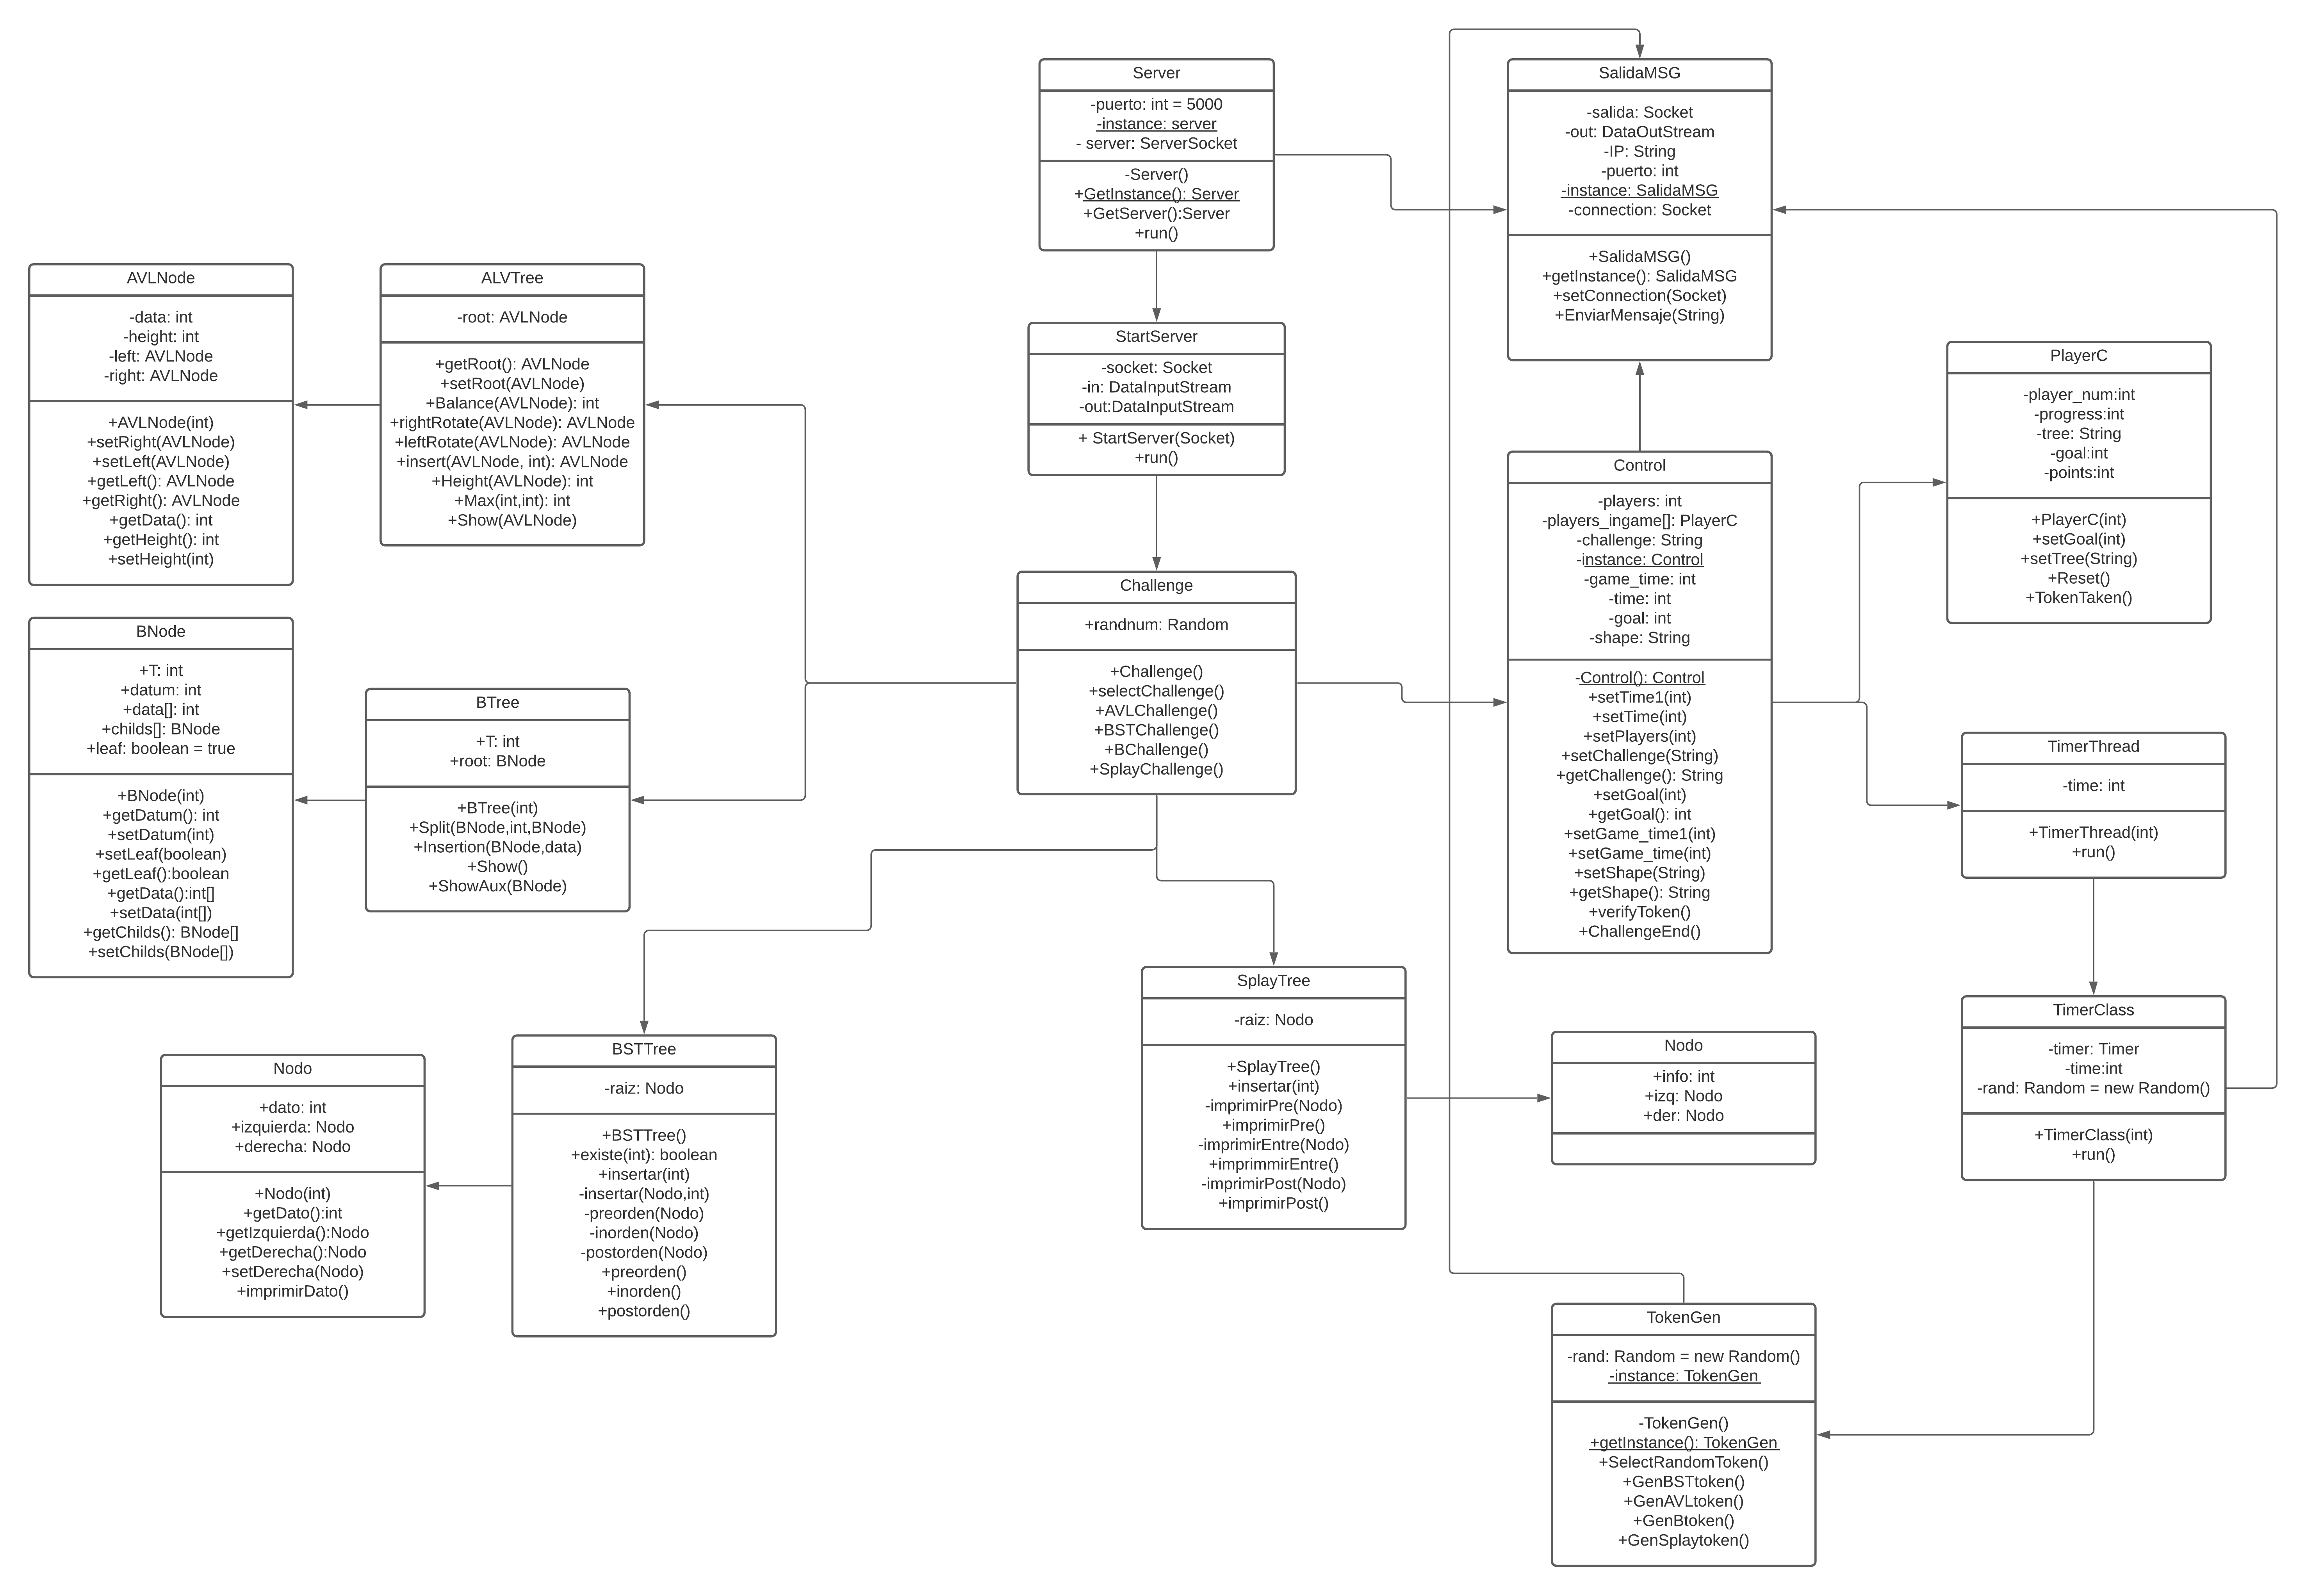 Server
-puerto: int = 5000
-instance: server
- server: ServerSocket
-Server()
+GetInstance(): Server
+GetServer():Server
+run()
SalidaMSG
-salida: Socket
-out: DataOutStream
-IP: String
-puerto: int
-instance: SalidaMSG
-connection: Socket
+SalidaMSG()
+getInstance(): SalidaMSG
+setConnection(Socket)
+EnviarMensaje(String)
AVLNode
-data: int
-height: int
-left: AVLNode
-right: AVLNode
+AVLNode(int)
+setRight(AVLNode)
+setLeft(AVLNode)
+getLeft(): AVLNode
+getRight(): AVLNode
+getData(): int
+getHeight(): int
+setHeight(int)
ALVTree
-root: AVLNode
+getRoot(): AVLNode
+setRoot(AVLNode)
+Balance(AVLNode): int
+rightRotate(AVLNode): AVLNode
+leftRotate(AVLNode): AVLNode
+insert(AVLNode, int): AVLNode
+Height(AVLNode): int
+Max(int,int): int
+Show(AVLNode)
StartServer
-socket: Socket
-in: DataInputStream
-out:DataInputStream
+ StartServer(Socket)
+run()
PlayerC
-player_num:int
-progress:int
-tree: String
-goal:int
-points:int
+PlayerC(int)
+setGoal(int)
+setTree(String)
+Reset()
+TokenTaken()
Control
-players: int
-players_ingame[]: PlayerC
-challenge: String
-instance: Control
-game_time: int
-time: int
-goal: int
-shape: String
-Control(): Control
+setTime1(int)
+setTime(int)
+setPlayers(int)
+setChallenge(String)
+getChallenge(): String
+setGoal(int)
+getGoal(): int
+setGame_time1(int)
+setGame_time(int)
+setShape(String)
+getShape(): String
+verifyToken()
+ChallengeEnd()
Challenge
+randnum: Random
+Challenge()
+selectChallenge()
+AVLChallenge()
+BSTChallenge()
+BChallenge()
+SplayChallenge()
BNode
+T: int
+datum: int
+data[]: int
+childs[]: BNode
+leaf: boolean = true
+BNode(int)
+getDatum(): int
+setDatum(int)
+setLeaf(boolean)
+getLeaf():boolean
+getData():int[]
+setData(int[])
+getChilds(): BNode[]
+setChilds(BNode[])
BTree
+T: int
+root: BNode
+BTree(int)
+Split(BNode,int,BNode)
+Insertion(BNode,data)
+Show()
+ShowAux(BNode)
TimerThread
-time: int
+TimerThread(int)
+run()
SplayTree
-raiz: Nodo
+SplayTree()
+insertar(int)
-imprimirPre(Nodo)
+imprimirPre()
-imprimirEntre(Nodo)
+imprimmirEntre()
-imprimirPost(Nodo)
+imprimirPost()
TimerClass
-timer: Timer
-time:int
-rand: Random = new Random()
+TimerClass(int)
+run()
Nodo
+info: int
+izq: Nodo
+der: Nodo
Nodo
+dato: int
+izquierda: Nodo
+derecha: Nodo
+Nodo(int)
+getDato():int
+getIzquierda():Nodo
+getDerecha():Nodo
+setDerecha(Nodo)
+imprimirDato()
BSTTree
-raiz: Nodo
+BSTTree()
+existe(int): boolean
+insertar(int)
-insertar(Nodo,int)
-preorden(Nodo)
-inorden(Nodo)
-postorden(Nodo)
+preorden()
+inorden()
+postorden()
TokenGen
-rand: Random = new Random()
-instance: TokenGen
-TokenGen()
+getInstance(): TokenGen
+SelectRandomToken()
+GenBSTtoken()
+GenAVLtoken()
+GenBtoken()
+GenSplaytoken()